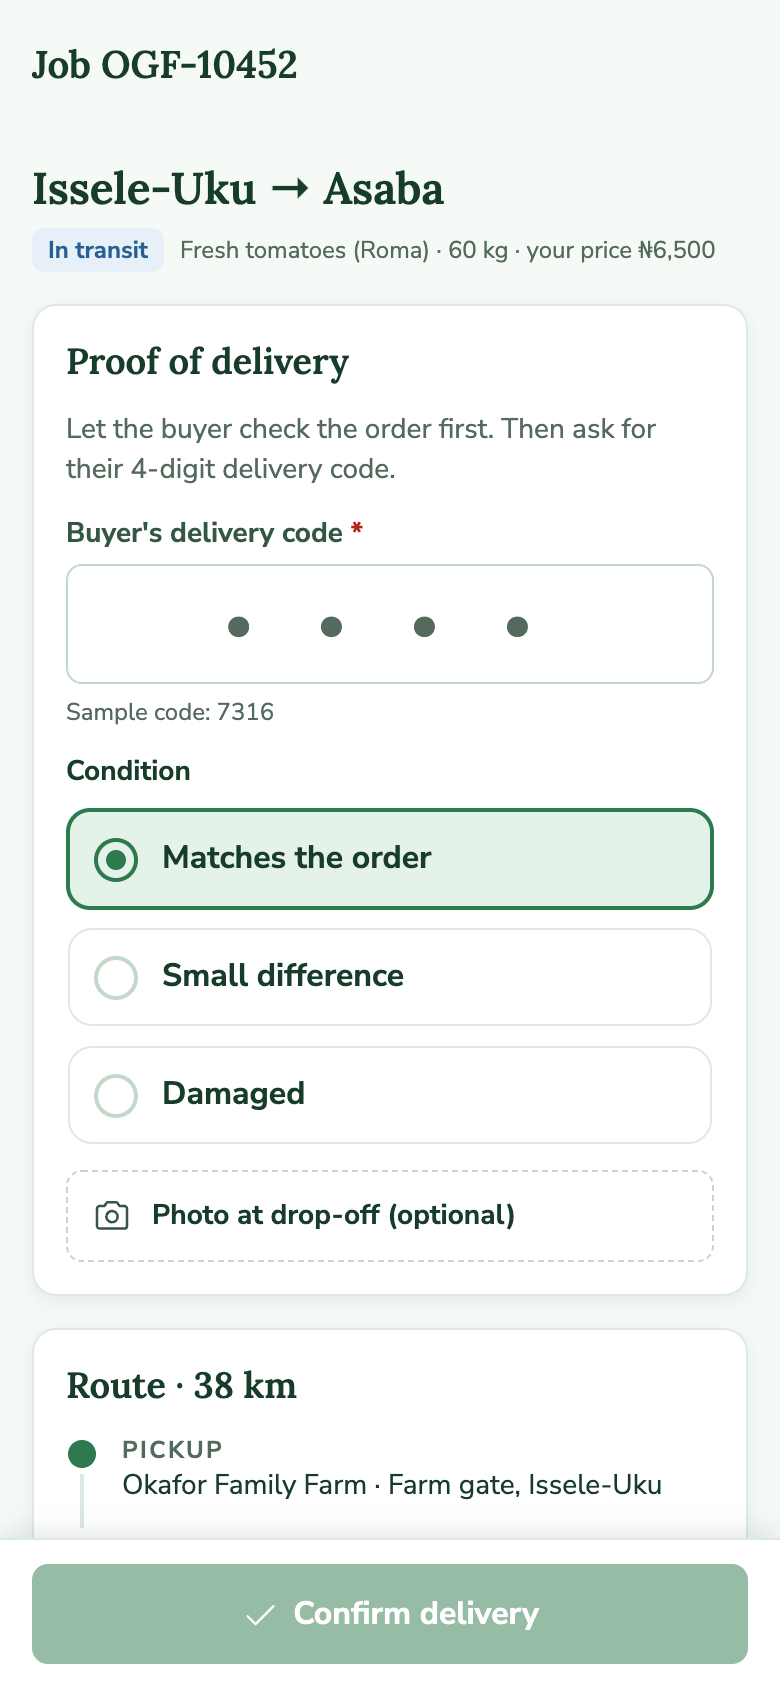 Job OGF-10452
Issele-Uku → Asaba
In transit Fresh tomatoes (Roma) · 60 kg · your price ₦6,500
Proof of delivery
Let the buyer check the order first. Then ask for
their 4-digit delivery code.
Buyer's delivery code *
● ● ● ●
Sample code: 7316
Condition
Matches the order
Small difference
Damaged
Photo at drop-off (optional)
Route · 38 km
PICKUP
Okafor Family Farm · Farm gate, Issele-Uku
Confirm delivery